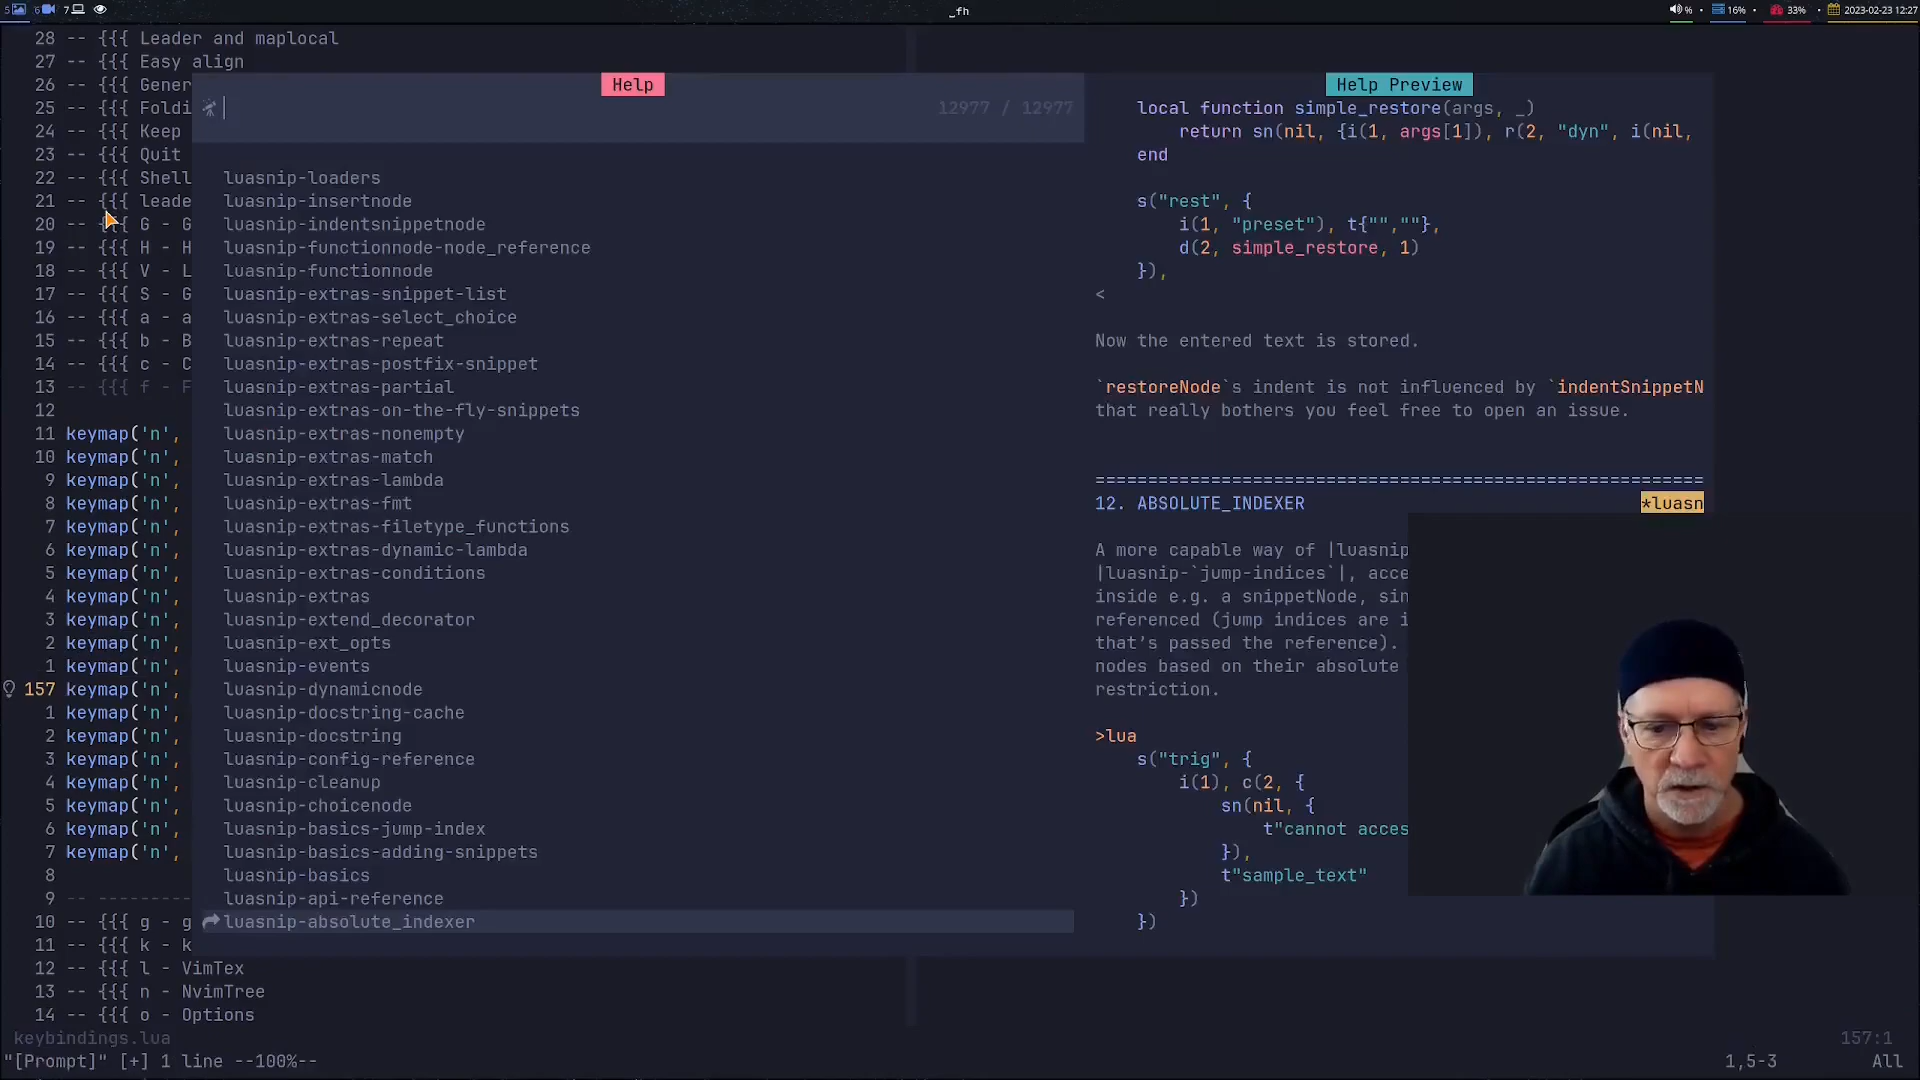 5 6 7 _fh % 16% 33% 2023-02-23 12:27
28 -- {{{ Leader and maplocal
27 -- {{{ Easy align
26 -- {{{ Gener
25 -- {{{ Foldi
24 -- {{{ Keep
23 -- {{{ Quit
22 -- {{{ Shell
21 -- {{{ leade
20 -- {{{ G - G
19 -- {{{ H - H
18 -- {{{ V - L
17 -- {{{ S - G
16 -- {{{ a - a
15 -- {{{ b - B
14 -- {{{ c - C
13 -- {{{ f - F
12
11 keymap('n',
10 keymap('n',
9 keymap('n',
8 keymap('n',
7 keymap('n',
6 keymap('n',
5 keymap('n',
4 keymap('n',
3 keymap('n',
2 keymap('n',
1 keymap('n',
157 keymap('n',
1 keymap('n',
2 keymap('n',
3 keymap('n',
4 keymap('n',
5 keymap('n',
6 keymap('n',
7 keymap('n',
8
9 -- ---------
10 -- {{{ g - g
11 -- {{{ k - k
12 -- {{{ l - VimTex
13 -- {{{ n - NvimTree
14 -- {{{ o - Options
Help
12977 / 12977
luasnip-loaders
luasnip-insertnode
luasnip-indentsnippetnode
luasnip-functionnode-node_reference
luasnip-functionnode
luasnip-extras-snippet-list
luasnip-extras-select_choice
luasnip-extras-repeat
luasnip-extras-postfix-snippet
luasnip-extras-partial
luasnip-extras-on-the-fly-snippets
luasnip-extras-nonempty
luasnip-extras-match
luasnip-extras-lambda
luasnip-extras-fmt
luasnip-extras-filetype_functions
luasnip-extras-dynamic-lambda
luasnip-extras-conditions
luasnip-extras
luasnip-extend_decorator
luasnip-ext_opts
luasnip-events
luasnip-dynamicnode
luasnip-docstring-cache
luasnip-docstring
luasnip-config-reference
luasnip-cleanup
luasnip-choicenode
luasnip-basics-jump-index
luasnip-basics-adding-snippets
luasnip-basics
luasnip-api-reference
luasnip-absolute_indexer
Help Preview
local function simple_restore(args, _)
return sn(nil, {i(1, args[1]), r(2, "dyn", i(nil,
end
s("rest", {
i(1, "preset"), t{"",""},
d(2, simple_restore, 1)
}),
<
Now the entered text is stored.
`restoreNode`s indent is not influenced by `indentSnippetN
that really bothers you feel free to open an issue.
==========================================================
12. ABSOLUTE_INDEXER *luasn
A more capable way of |luasnip
|luasnip-`jump-indices`|, acce
inside e.g. a snippetNode, sin
referenced (jump indices are i
that's passed the reference).
nodes based on their absolute
restriction.
>lua
s("trig", {
i(1), c(2, {
sn(nil, {
t"cannot acces
}),
t"sample_text"
})
})
keybindings.lua 157:1
"[Prompt]" [+] 1 line --100%-- 1,5-3 All